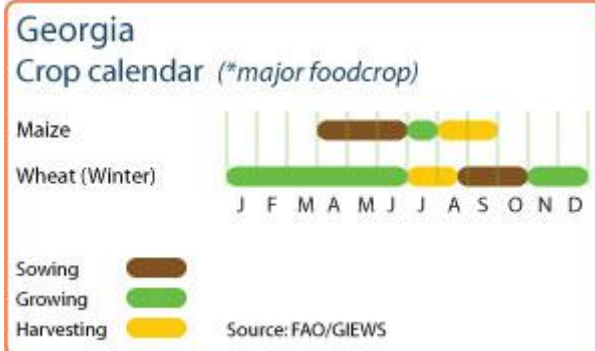 Georgia
Crop calendar (*major foodcrop)
Maize
Wheat (Winter)
J F M A M J J A S O N D
Sowing
Growing
Harvesting
Source: FAO/GIEWS